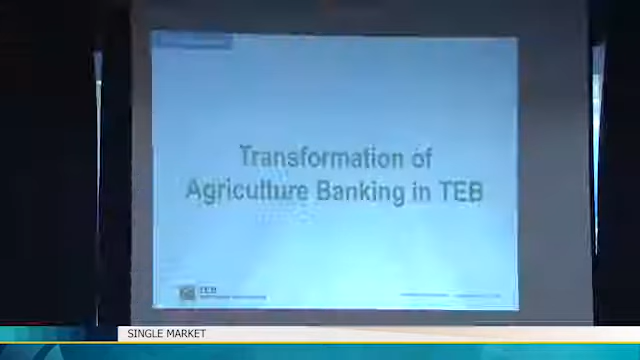 Transformation of
Agriculture Banking in TEB
TEB
SINGLE MARKET